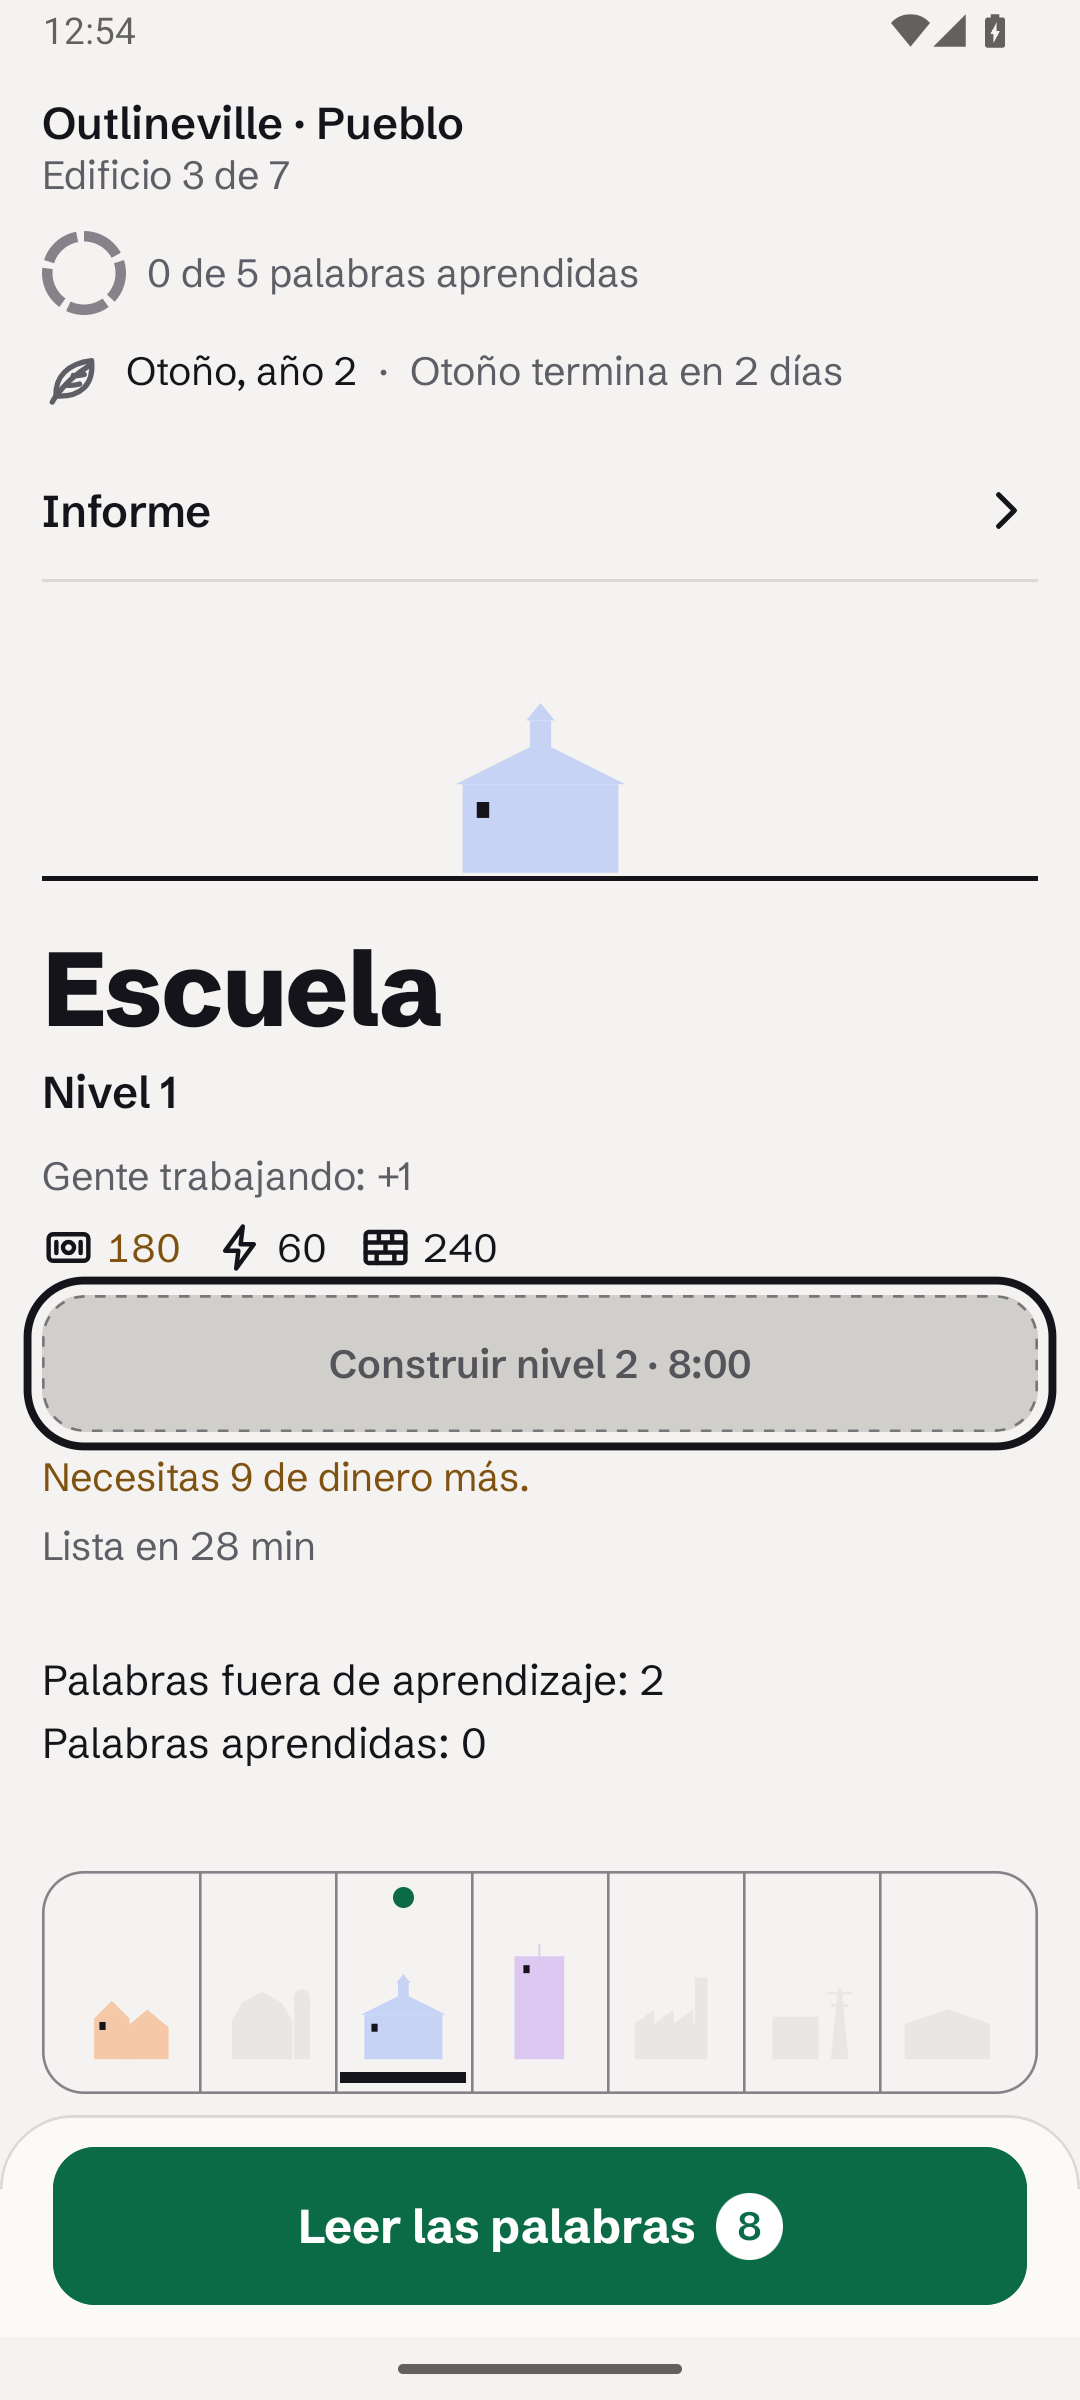 12:54
Outlineville · Pueblo
Edificio 3 de 7
0 de 5 palabras aprendidas
Otoño, año 2 · Otoño termina en 2 días
Informe
Escuela
Nivel 1
Gente trabajando: +1
180 60 240
Construir nivel 2 · 8:00
Necesitas 9 de dinero más.
Lista en 28 min
Palabras fuera de aprendizaje: 2
Palabras aprendidas: 0
Leer las palabras 8